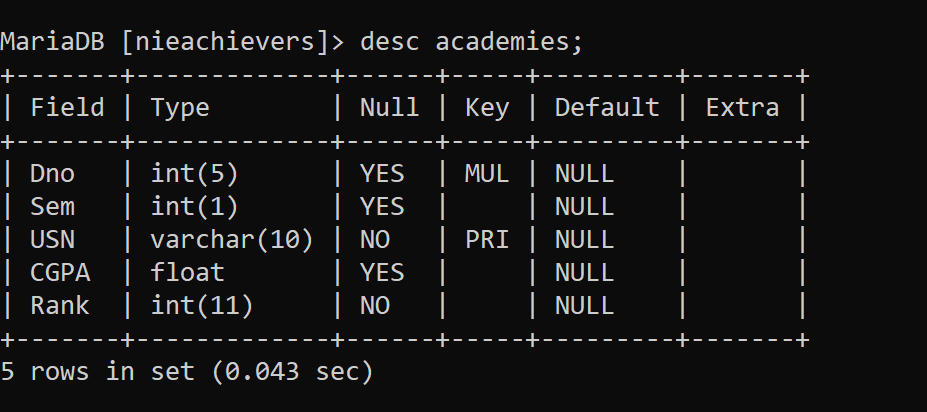 MariaDB [nieachievers]> desc academies;
+-------+-------------+------+-----+---------+-------+
| Field | Type        | Null | Key | Default | Extra |
+-------+-------------+------+-----+---------+-------+
| Dno   | int(5)      | YES  | MUL | NULL    |       |
| Sem   | int(1)      | YES  |     | NULL    |       |
| USN   | varchar(10) | NO   | PRI | NULL    |       |
| CGPA  | float       | YES  |     | NULL    |       |
| Rank  | int(11)     | NO   |     | NULL    |       |
+-------+-------------+------+-----+---------+-------+
5 rows in set (0.043 sec)